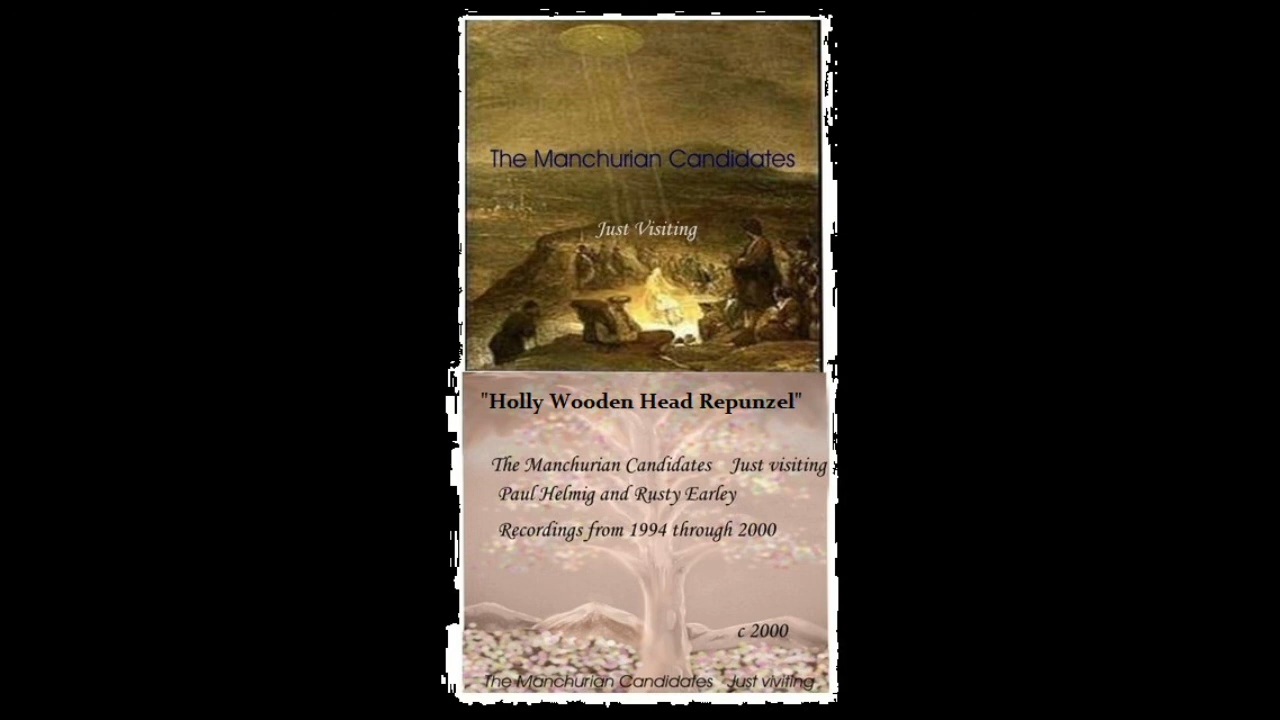 The Manchurian Candidates
Just Visiting
"Holly Wooden Head Repunzel"
The Manchurian Candidates Just visiting
Paul Helmig and Rusty Earley
Recordings from 1994 through 2000
c 2000
The Manchurian Candidates Just viviting